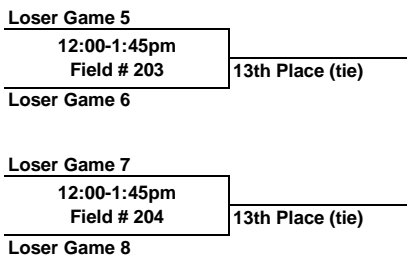 Loser Game 5
12:00-1:45pm
Field # 203
13th Place (tie)
Loser Game 6
Loser Game 7
12:00-1:45pm
Field # 204
13th Place (tie)
Loser Game 8